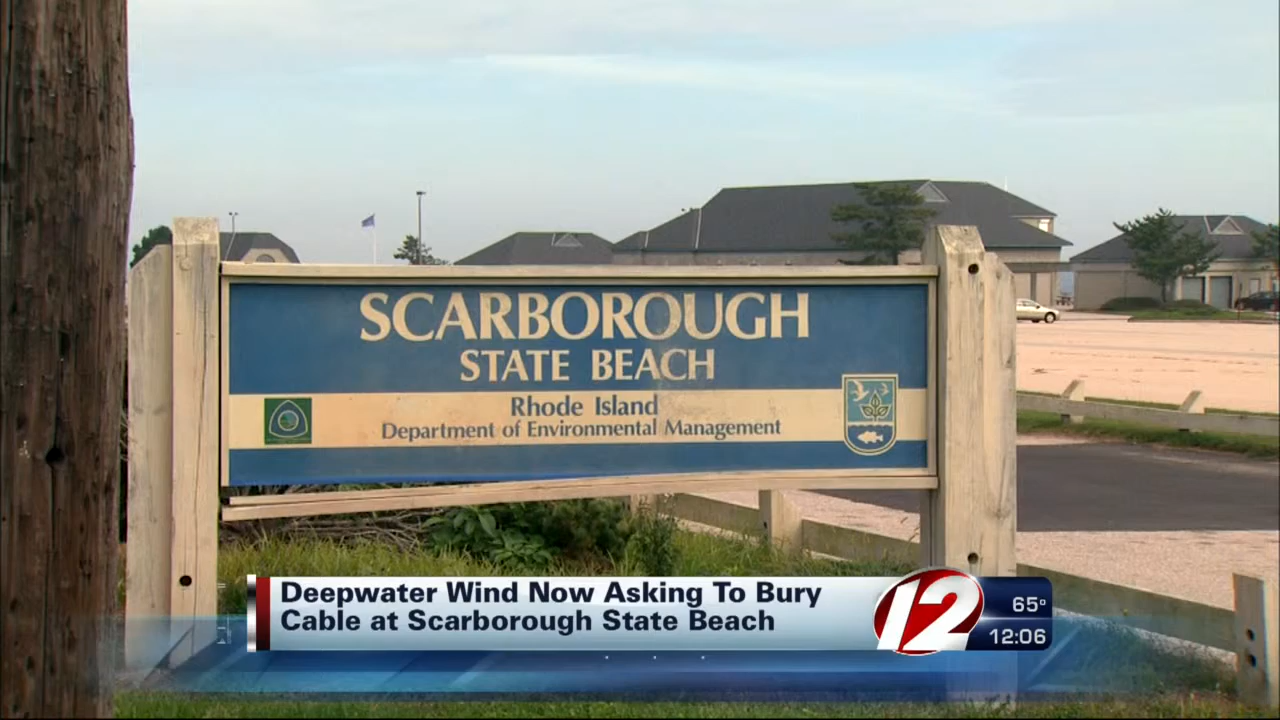 SCARBOROUGH
STATE BEACH
Rhode Island
Department of Environmental Management
Deepwater Wind Now Asking To Bury
Cable at Scarborough State Beach
12
65°
12:06